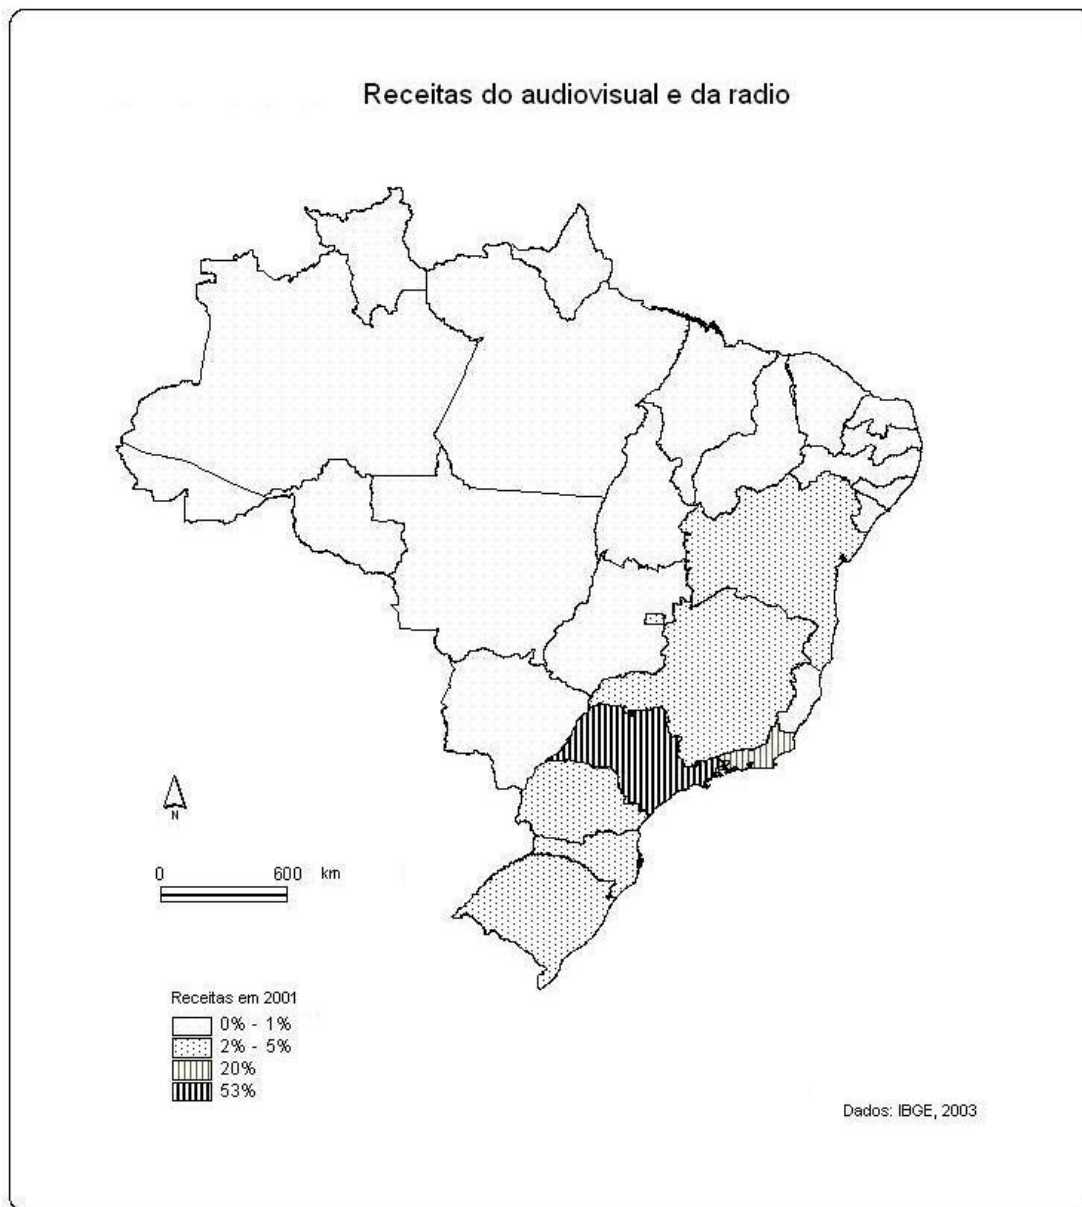 Receitas do audiovisual e da radio
N
0 600 km
Receitas em 2001
0% - 1%
2% - 5%
20%
53%
Dados: IBGE, 2003